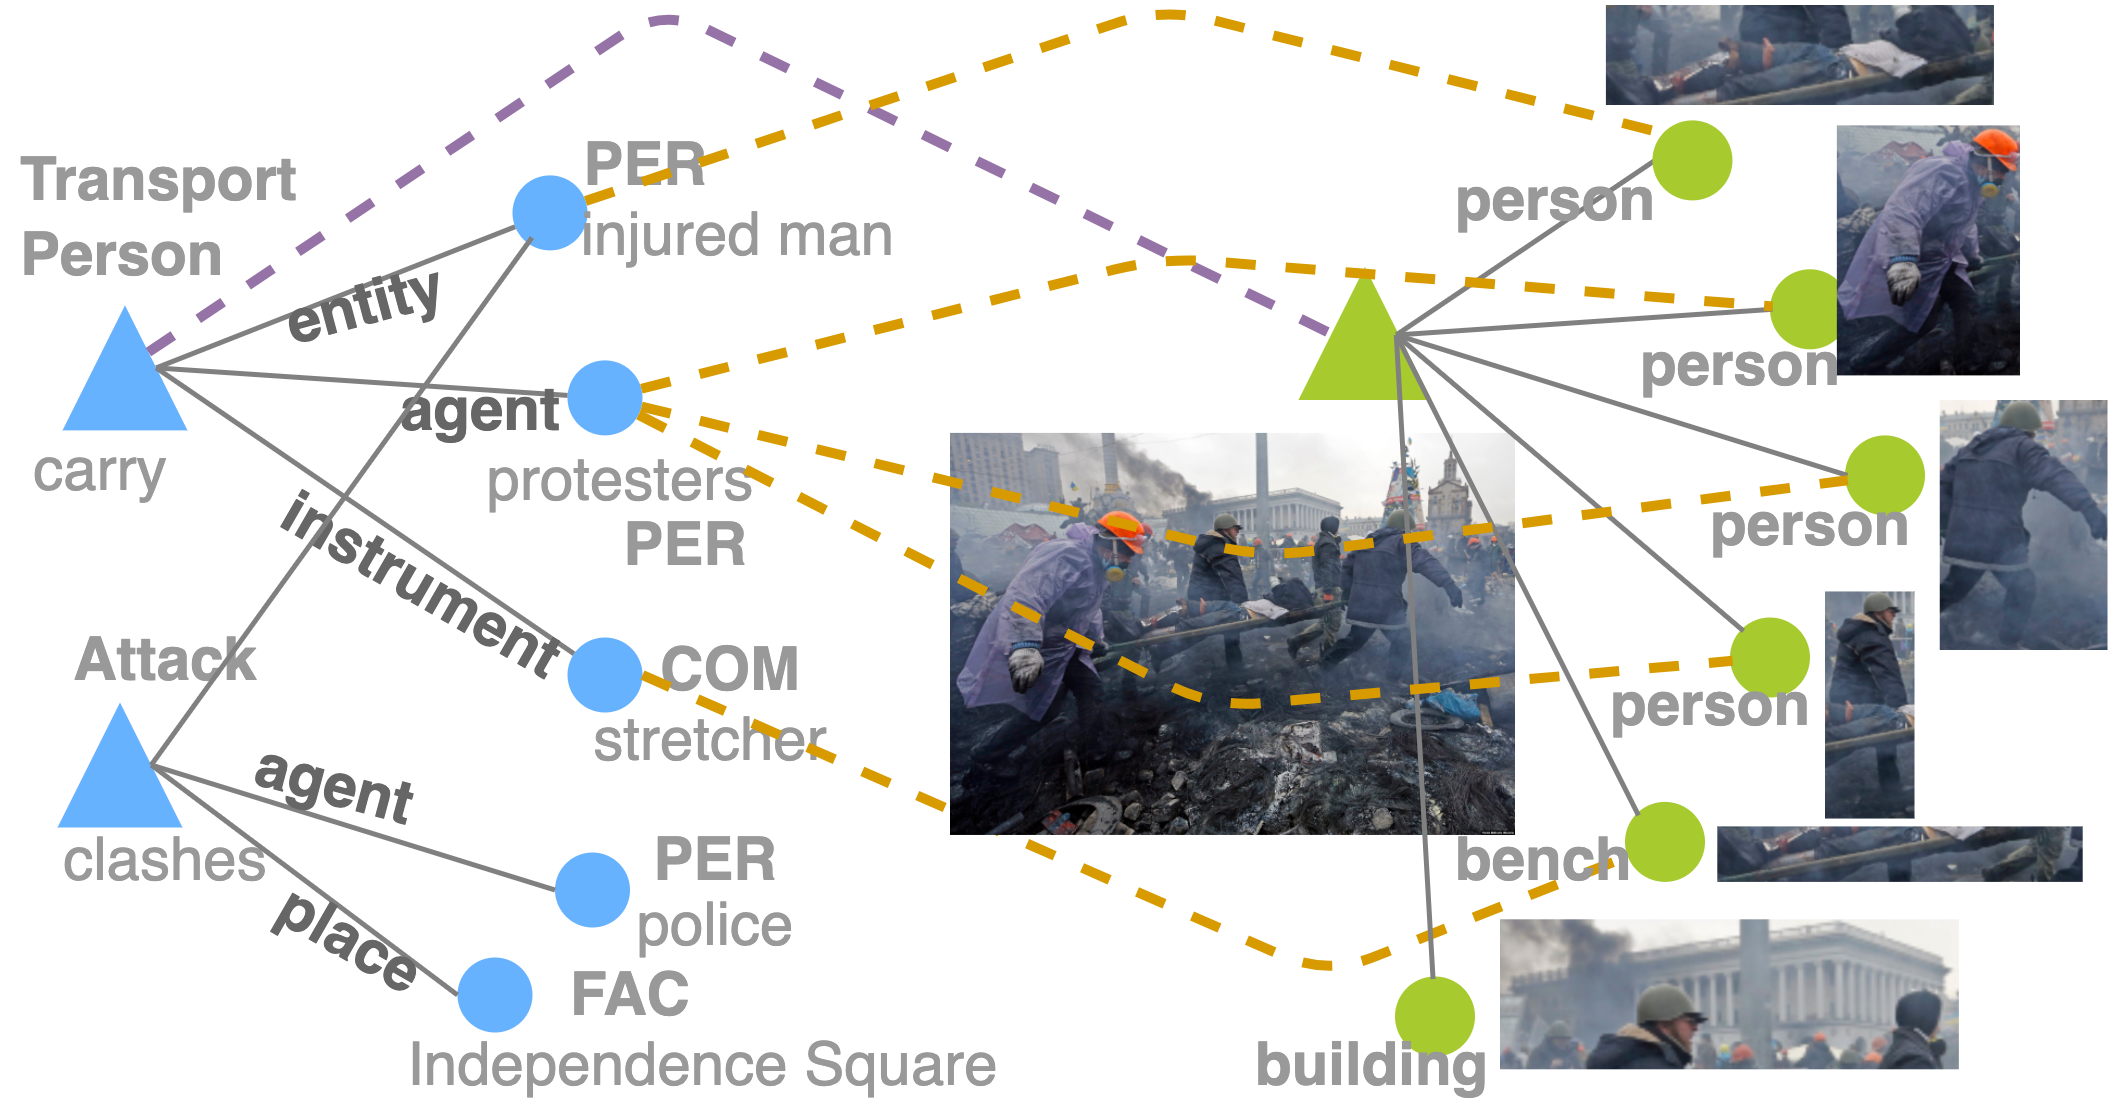 Transport
Person
carry
entity
agent
instrument
PER
injured man
protesters
PER
COM
stretcher
Attack
clashes
agent
place
PER
police
FAC
Independence Square
person
person
person
person
bench
building